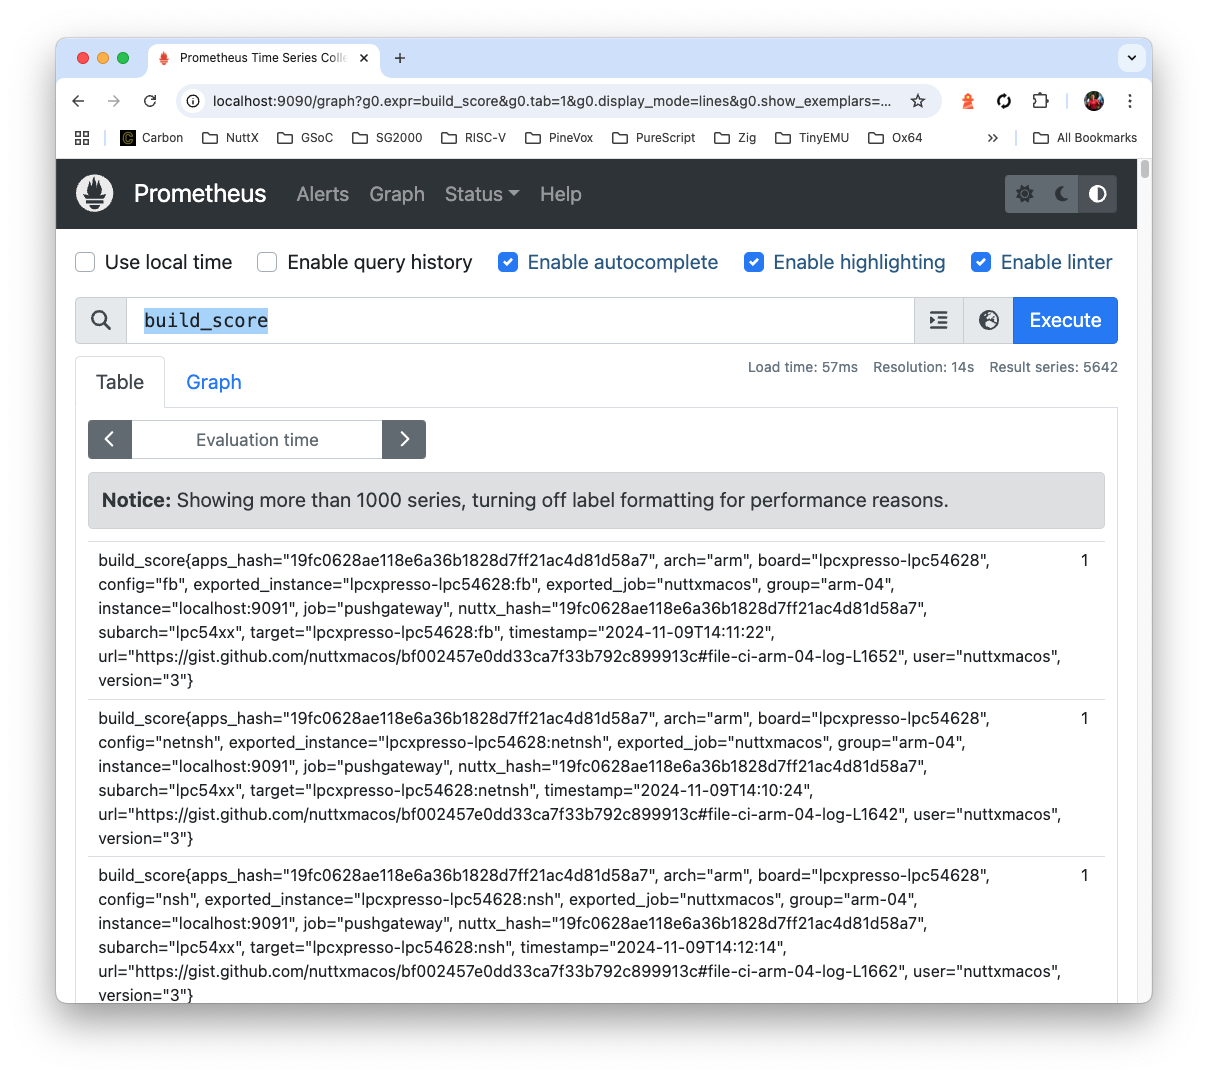 Prometheus Time Series Colle
localhost:9090/graph?g0.expr=build_score&g0.tab=1&g0.display_mode=lines&g0.show_exemplars=...
Carbon NuttX GSoC SG2000 RISC-V PineVox PureScript Zig TinyEMU Ox64 » All Bookmarks
Prometheus Alerts Graph Status Help
Use local time Enable query history Enable autocomplete Enable highlighting Enable linter
build_score Execute
Load time: 57ms Resolution: 14s Result series: 5642
Table Graph
Evaluation time
Notice: Showing more than 1000 series, turning off label formatting for performance reasons.
build_score{apps_hash="19fc0628ae118e6a36b1828d7ff21ac4d81d58a7", arch="arm", board="lpcxpresso-lpc54628", 1
config="fb", exported_instance="lpcxpresso-lpc54628:fb", exported_job="nuttxmacos", group="arm-04",
instance="localhost:9091", job="pushgateway", nuttx_hash="19fc0628ae118e6a36b1828d7ff21ac4d81d58a7",
subarch="lpc54xx", target="lpcxpresso-lpc54628:fb", timestamp="2024-11-09T14:11:22",
url="https://gist.github.com/nuttxmacos/bf002457e0dd33ca7f33b792c899913c#file-ci-arm-04-log-L1652", user="nuttxmacos",
version="3"}
build_score{apps_hash="19fc0628ae118e6a36b1828d7ff21ac4d81d58a7", arch="arm", board="lpcxpresso-lpc54628", 1
config="netnsh", exported_instance="lpcxpresso-lpc54628:netnsh", exported_job="nuttxmacos", group="arm-04",
instance="localhost:9091", job="pushgateway", nuttx_hash="19fc0628ae118e6a36b1828d7ff21ac4d81d58a7",
subarch="lpc54xx", target="lpcxpresso-lpc54628:netnsh", timestamp="2024-11-09T14:10:24",
url="https://gist.github.com/nuttxmacos/bf002457e0dd33ca7f33b792c899913c#file-ci-arm-04-log-L1642", user="nuttxmacos",
version="3"}
build_score{apps_hash="19fc0628ae118e6a36b1828d7ff21ac4d81d58a7", arch="arm", board="lpcxpresso-lpc54628", 1
config="nsh", exported_instance="lpcxpresso-lpc54628:nsh", exported_job="nuttxmacos", group="arm-04",
instance="localhost:9091", job="pushgateway", nuttx_hash="19fc0628ae118e6a36b1828d7ff21ac4d81d58a7",
subarch="lpc54xx", target="lpcxpresso-lpc54628:nsh", timestamp="2024-11-09T14:12:14",
url="https://gist.github.com/nuttxmacos/bf002457e0dd33ca7f33b792c899913c#file-ci-arm-04-log-L1662", user="nuttxmacos",
version="3"}